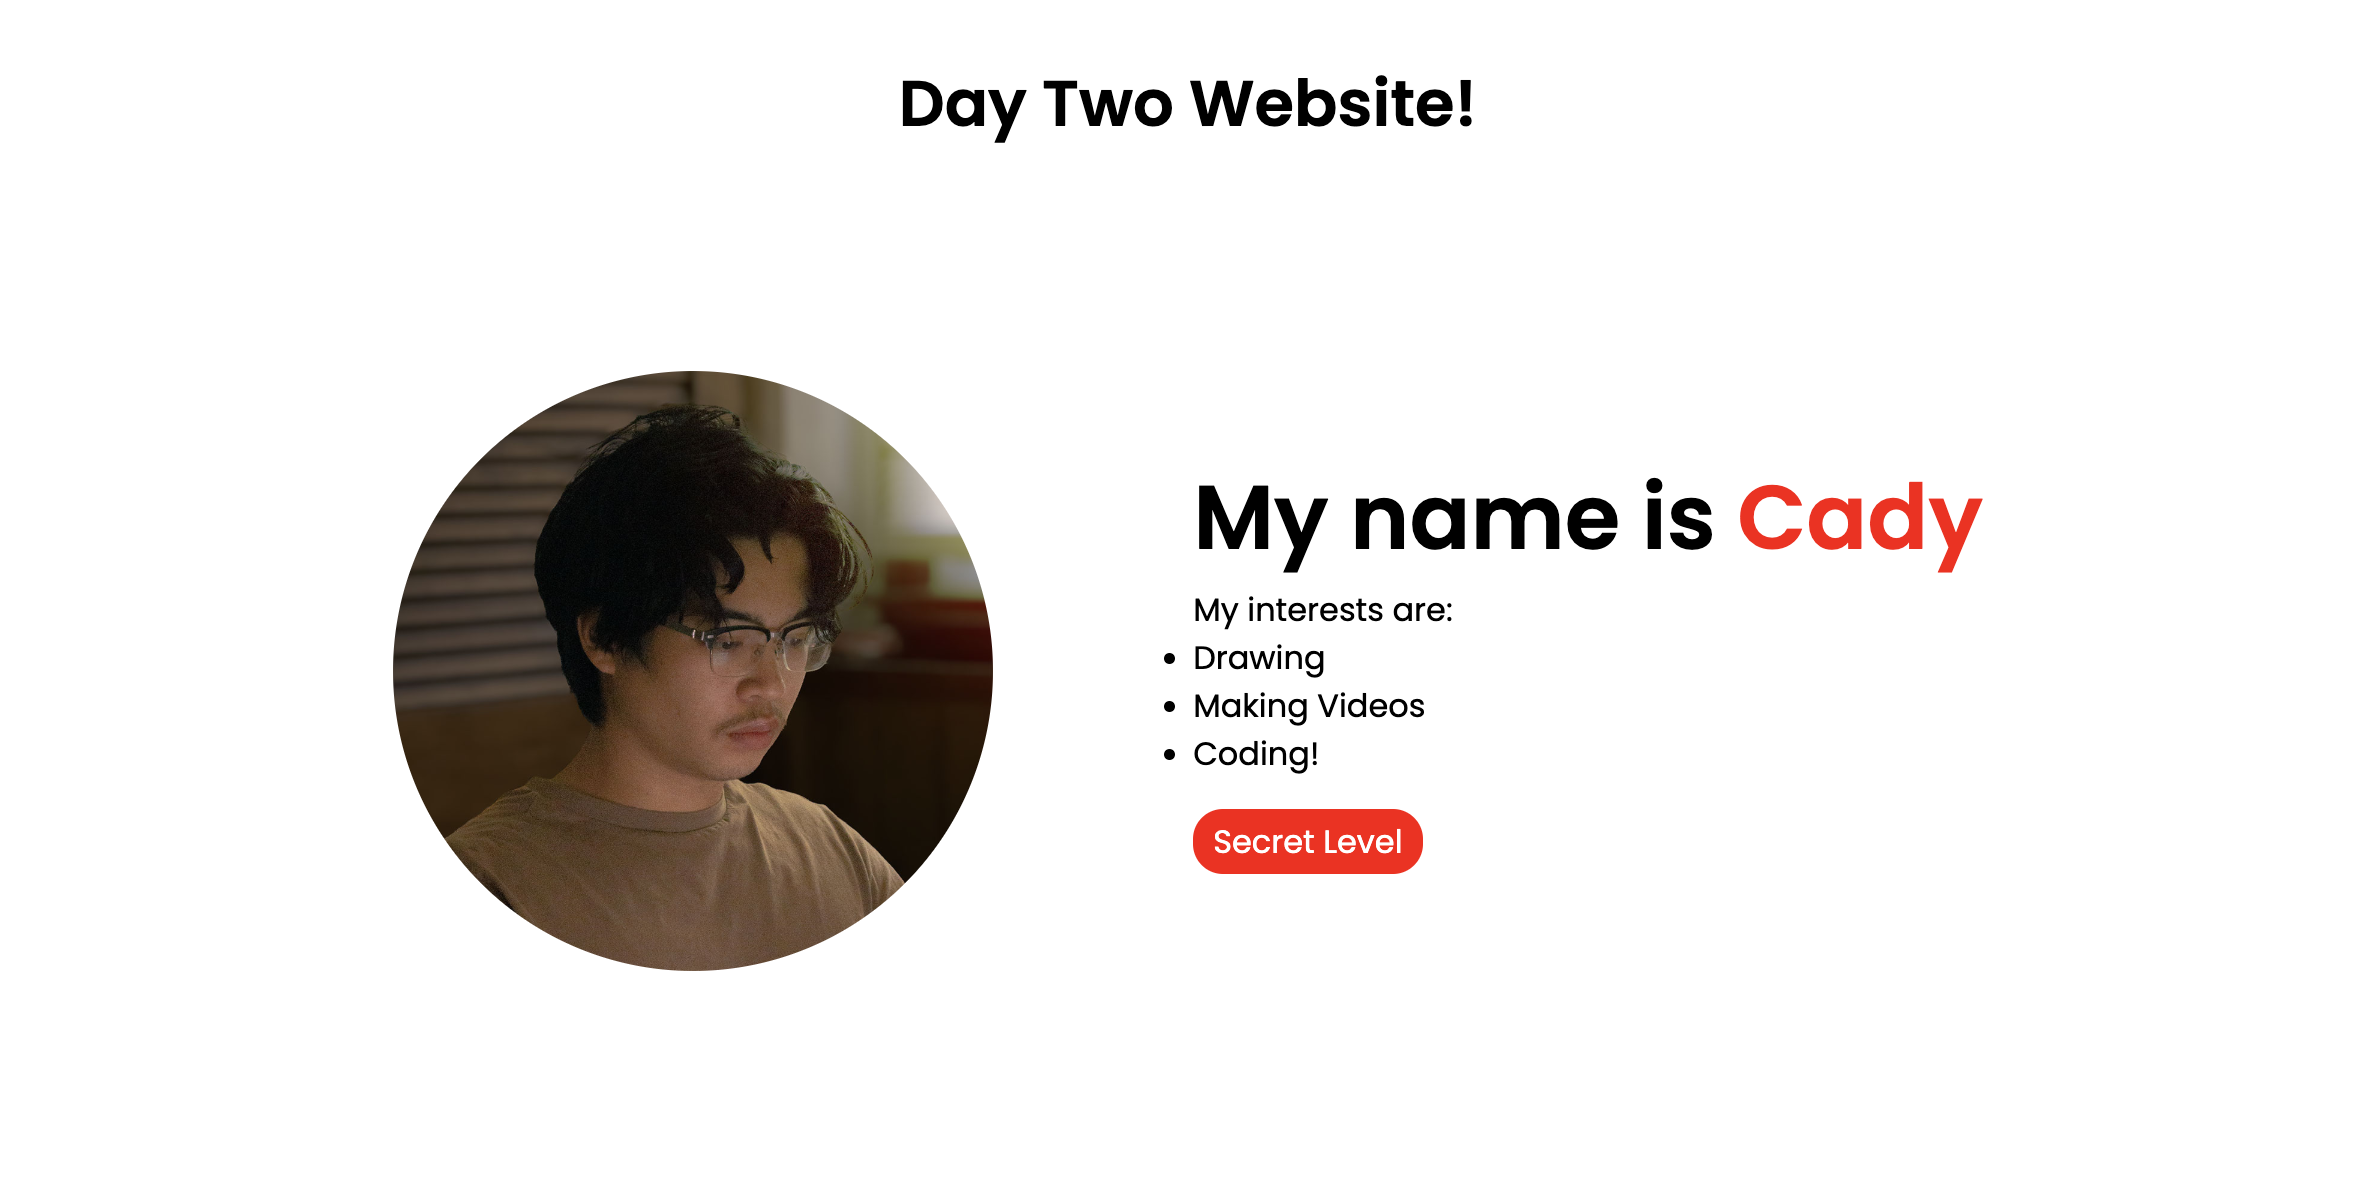 Day Two Website!
My name is Cady
My interests are:
Drawing
Making Videos
Coding!
Secret Level